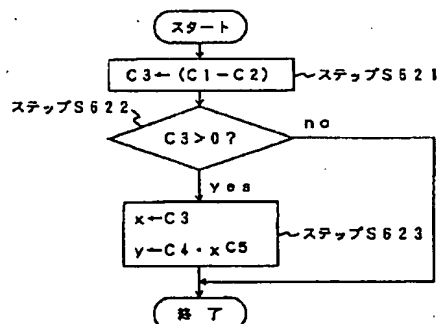 スタート
C3←(C1-C2)
ステップS621
ステップS622
C3>0?
no
yes
x←C3
y←C4・x^C5
ステップS623
終了